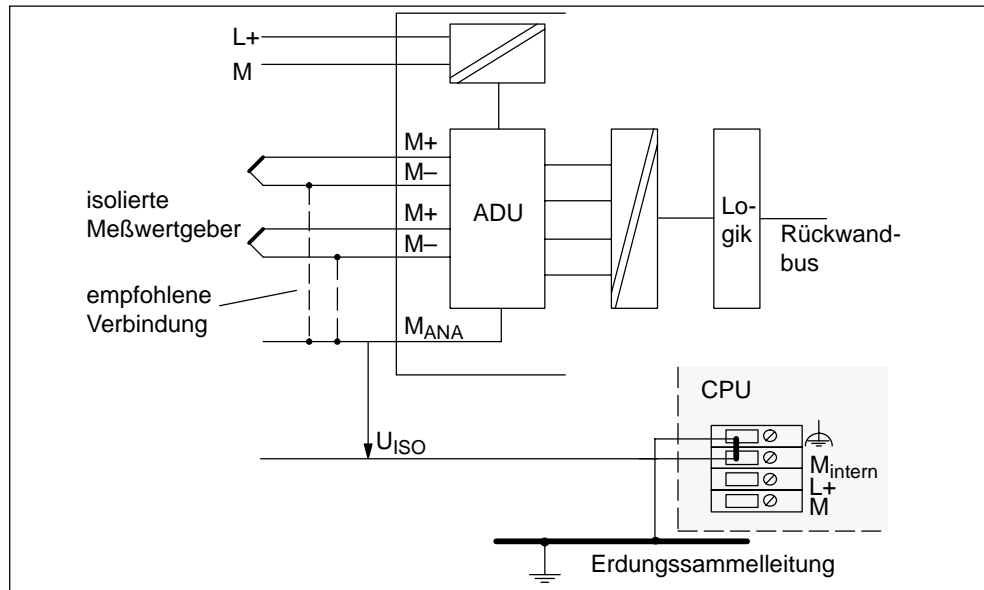 L+
M
M+
M–
M+
M–
isolierte
Meßwertgeber
ADU
Lo-
gik
Rückwand-
bus
empfohlene
Verbindung
MANA
CPU
UISO
Mintern
L+
M
Erdungssammelleitung